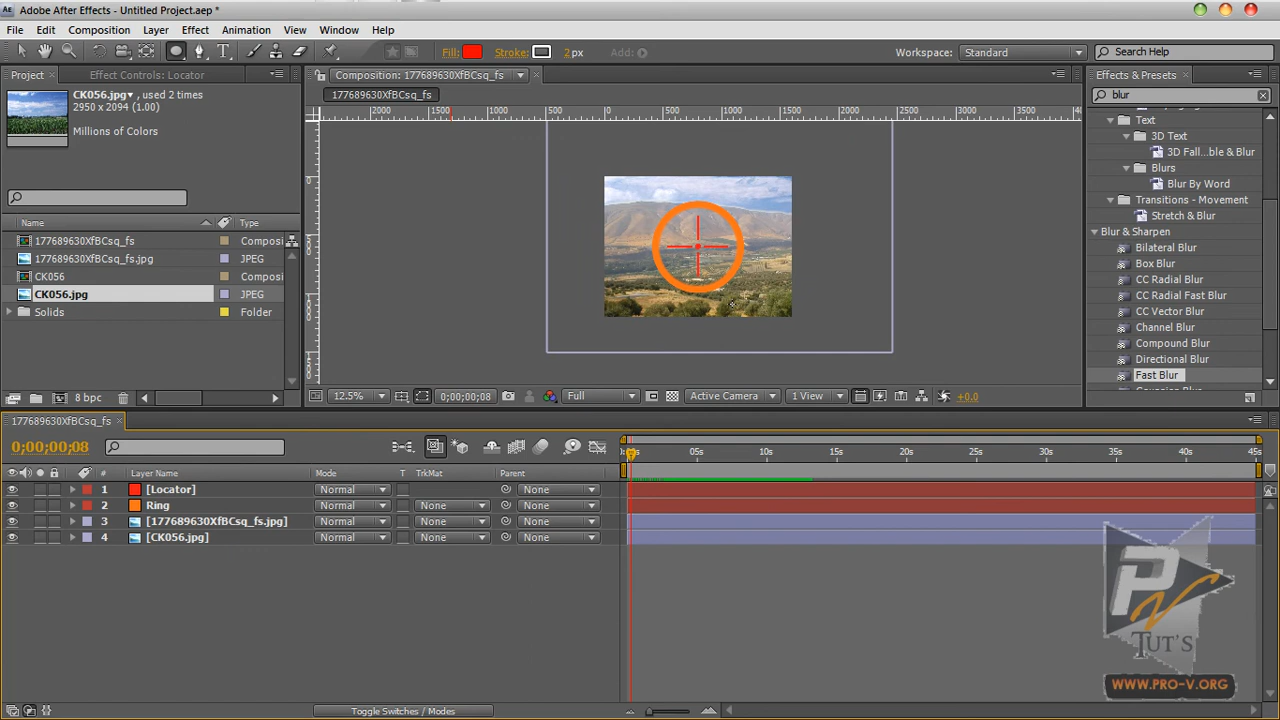 Adobe After Effects - Untitled Project.aep *
File Edit Composition Layer Effect Animation View Window Help
Fill: Stroke: 2 px Add: Workspace: Standard Search Help
Project Effect Controls: Locator
CK056.jpg , used 2 times
2950 x 2094 (1.00)
Millions of Colors
Name Type
177689630XfBCsq_fs Composi
177689630XfBCsq_fs.jpg JPEG
CK056 Composi
CK056.jpg JPEG
Solids Folder
8 bpc
Composition: 177689630XfBCsq_fs
177689630XfBCsq_fs
2000 1500 1000 500 0 500 1000 1500 2000 2500 3000 3500
12.5% 0;00;00;08 Full Active Camera 1 View +0.0
Effects & Presets
blur
Text
3D Text
3D Fall...ble & Blur
Blurs
Blur By Word
Transitions - Movement
Stretch & Blur
Blur & Sharpen
Bilateral Blur
Box Blur
CC Radial Blur
CC Radial Fast Blur
CC Vector Blur
Channel Blur
Compound Blur
Directional Blur
Fast Blur
177689630XfBCsq_fs
0;00;00;08
05s 10s 15s 20s 25s 30s 35s 40s 45s
# Layer Name Mode T TrkMat Parent
1 [Locator] Normal None
2 Ring Normal None None
3 [177689630XfBCsq_fs.jpg] Normal None None
4 [CK056.jpg] Normal None None
Toggle Switches / Modes
PV
TUT'S
WWW.PRO-V.ORG